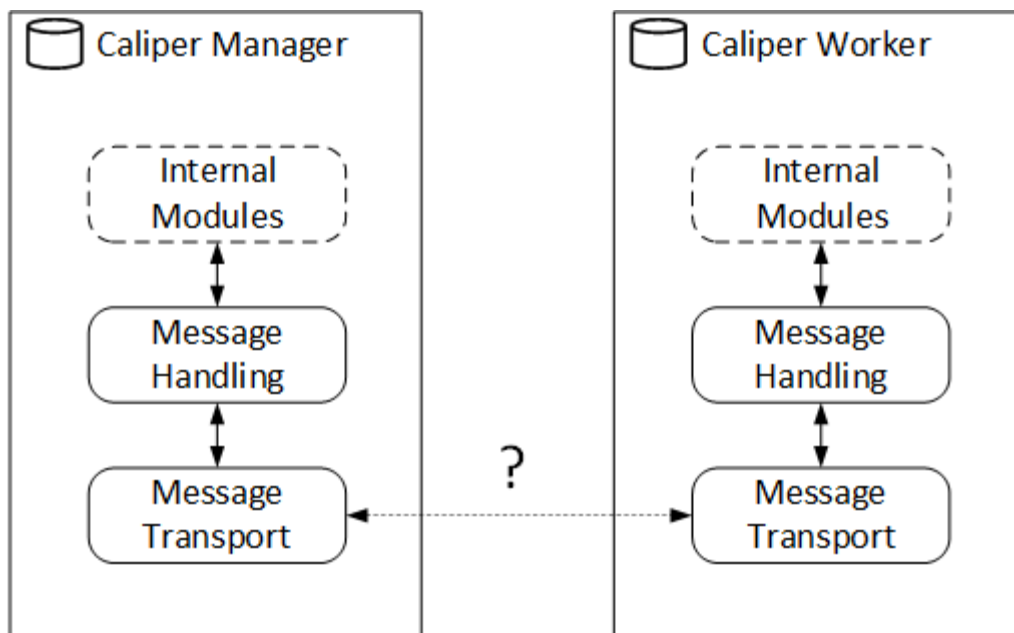 Caliper Manager
Internal
Modules
Message
Handling
Message
Transport
?
Caliper Worker
Internal
Modules
Message
Handling
Message
Transport